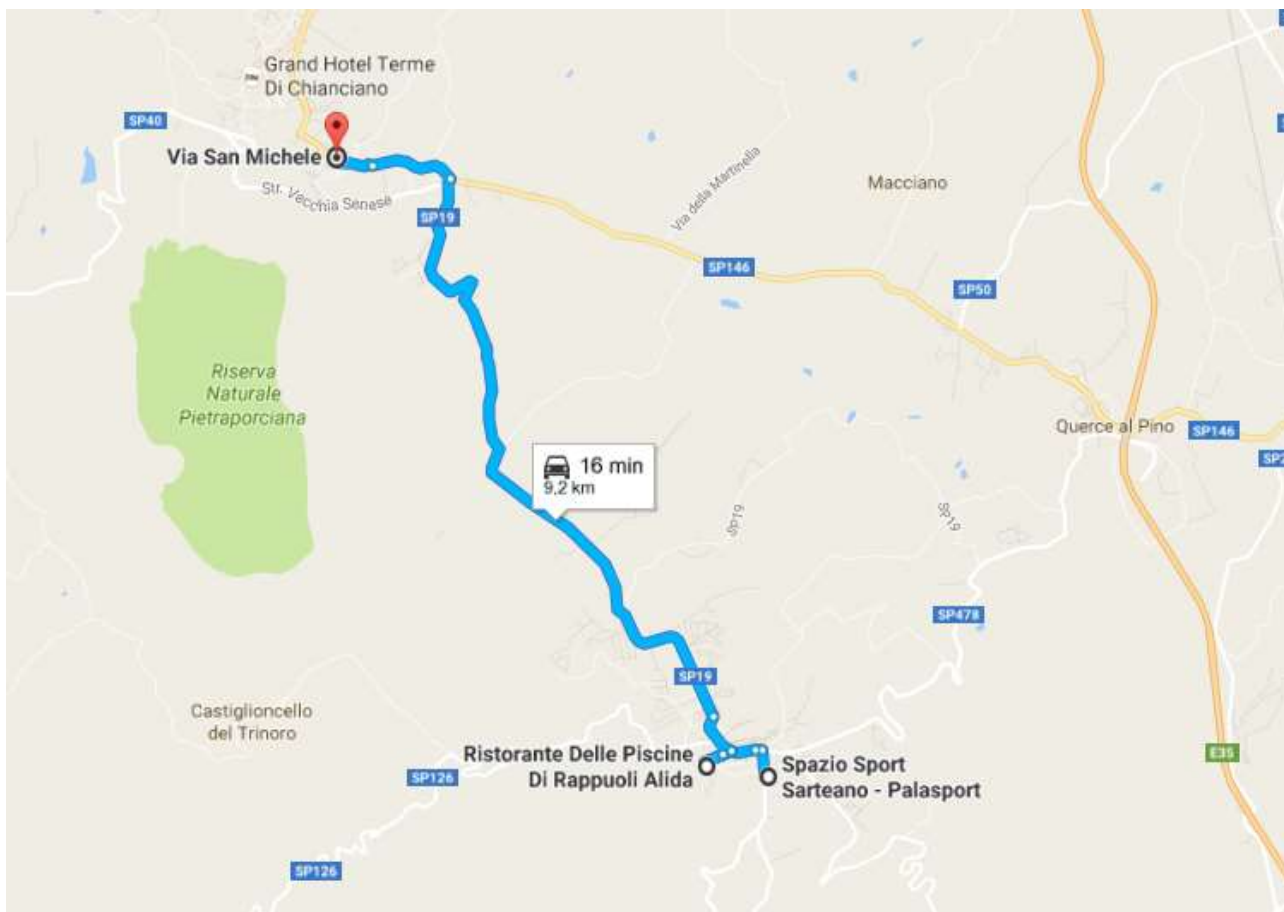 Grand Hotel Terme
Di Chianciano
SP40
Via San Michele
Str. Vecchia Senese
SP19
Via della Martinella
Macciano
SP146
SP50
Riserva
Naturale
Pietraporciana
Querce al Pino
SP146
16 min
9,2 km
Sp19
Sp19
SP478
SP19
Castiglioncello
del Trinoro
Ristorante Delle Piscine
Di Rappuoli Alida
Spazio Sport
Sarteano - Palasport
E35
SP126
SP126